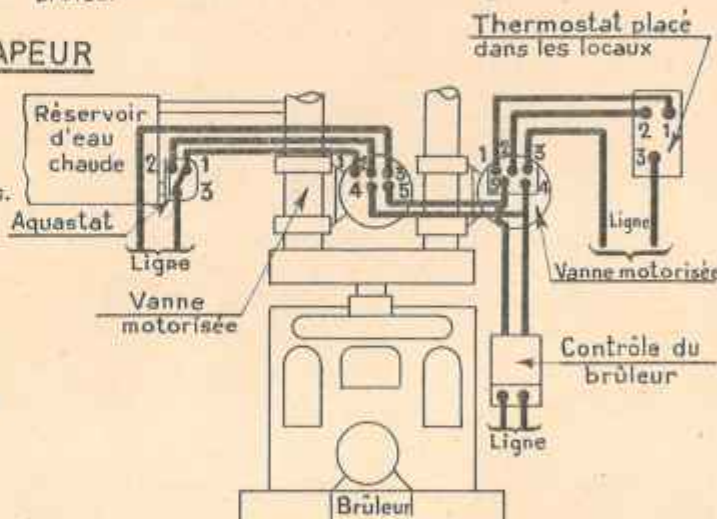 APEUR
Thermostat placé
dans les locaux
Réservoir
d'eau
chaude
2
1
3
s.
Aquastat
Ligne
Vanne
motorisée
4
5
1
2
3
5
4
2
1
3
Ligne
Vanne motorisée
Contrôle du
brûleur
Ligne
Brûleur